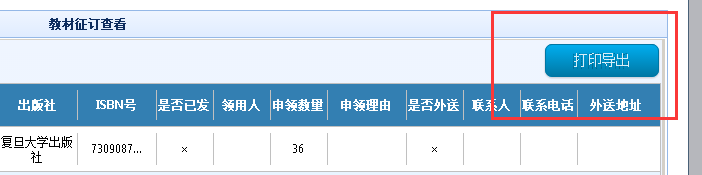 教材征订查看
打印导出
出版社 ISBN号 是否已发 领用人 申领数量 申领理由 是否外送 联系人 联系电话 外送地址
复旦大学出版 7309087... × 36 ×
社